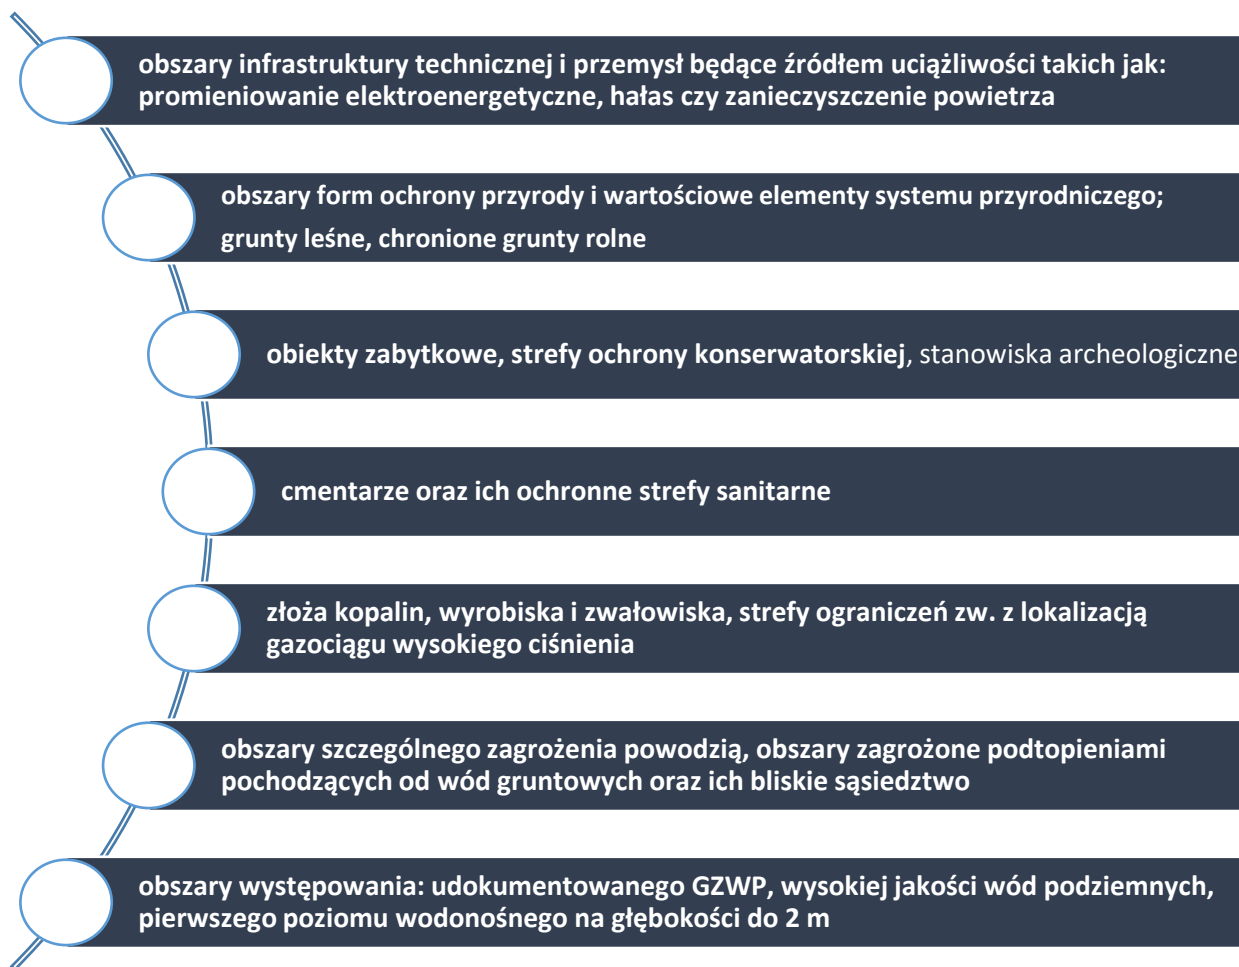 obszary infrastruktury technicznej i przemysł będące źródłem uciążliwości takich jak:
promieniowanie elektroenergetyczne, hałas czy zanieczyszczenie powietrza
obszary form ochrony przyrody i wartościowe elementy systemu przyrodniczego;
grunty leśne, chronione grunty rolne
obiekty zabytkowe, strefy ochrony konserwatorskiej, stanowiska archeologiczne
cmentarze oraz ich ochronne strefy sanitarne
złoża kopalin, wyrobiska i zwałowiska, strefy ograniczeń zw. z lokalizacją
gazociągu wysokiego ciśnienia
obszary szczególnego zagrożenia powodzią, obszary zagrożone podtopieniami
pochodzących od wód gruntowych oraz ich bliskie sąsiedztwo
obszary występowania: udokumentowanego GZWP, wysokiej jakości wód podziemnych,
pierwszego poziomu wodonośnego na głębokości do 2 m